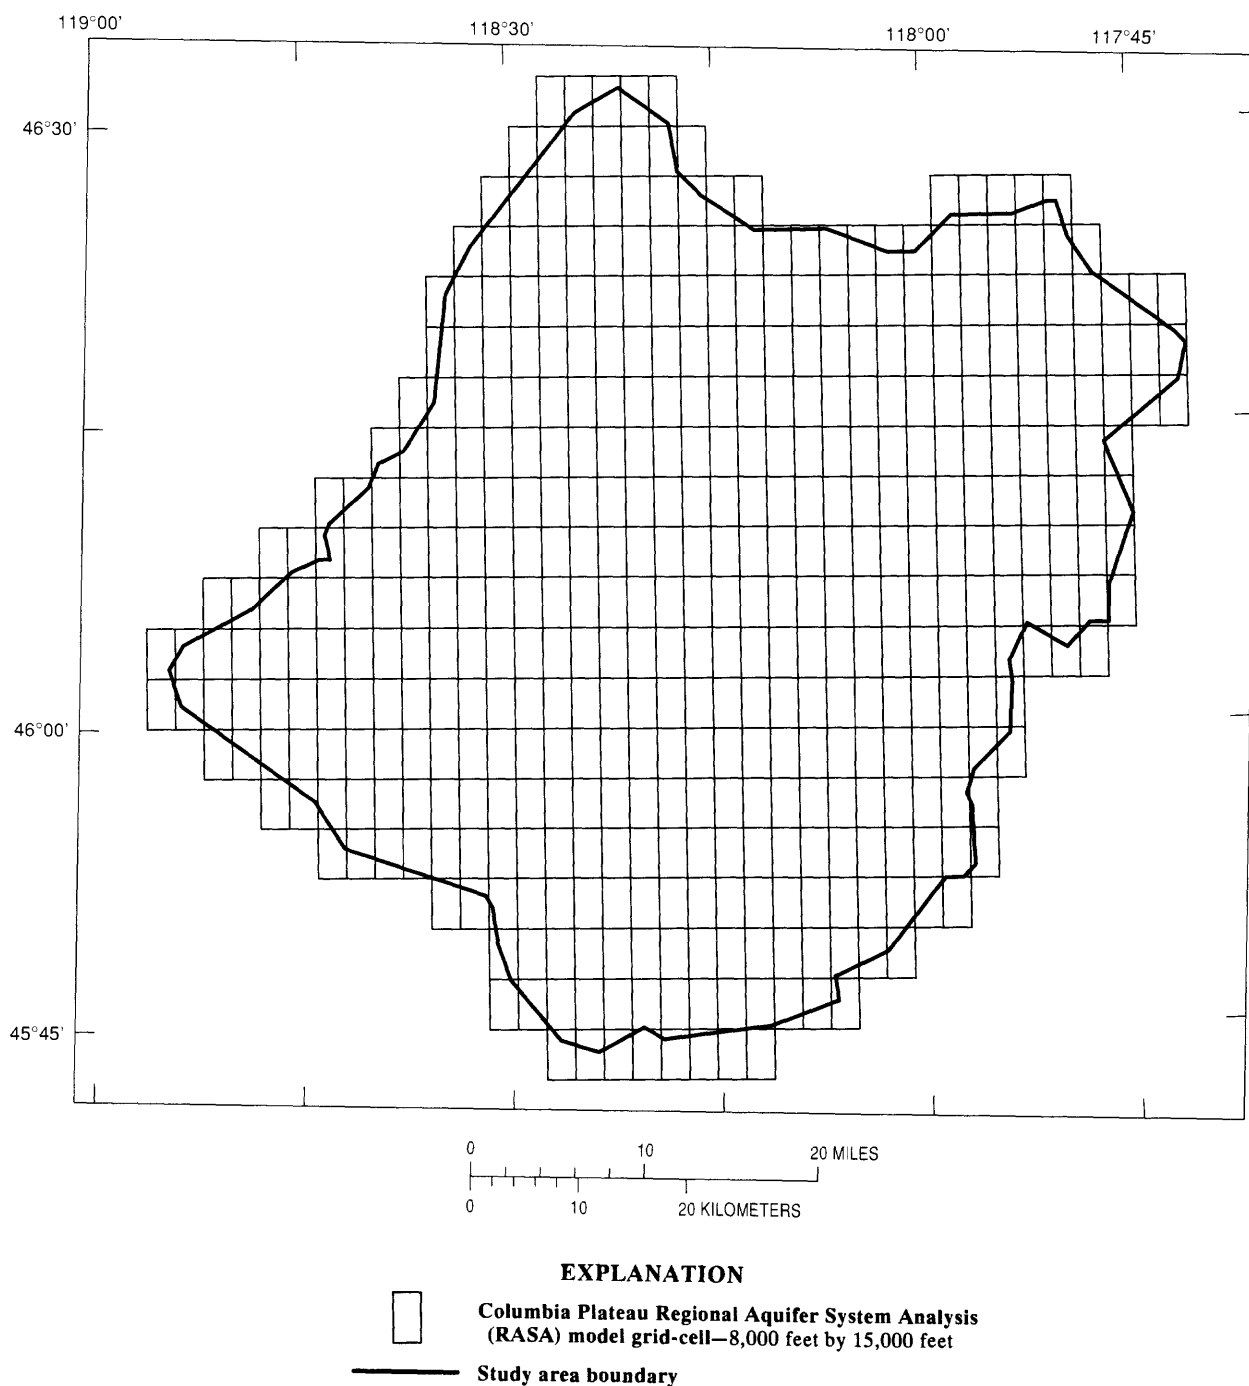 119°00'
118°30'
118°00'
117°45'
46°30'
46°00'
45°45'
0 10 20 MILES
0 10 20 KILOMETERS
EXPLANATION
Columbia Plateau Regional Aquifer System Analysis
(RASA) model grid-cell—8,000 feet by 15,000 feet
Study area boundary